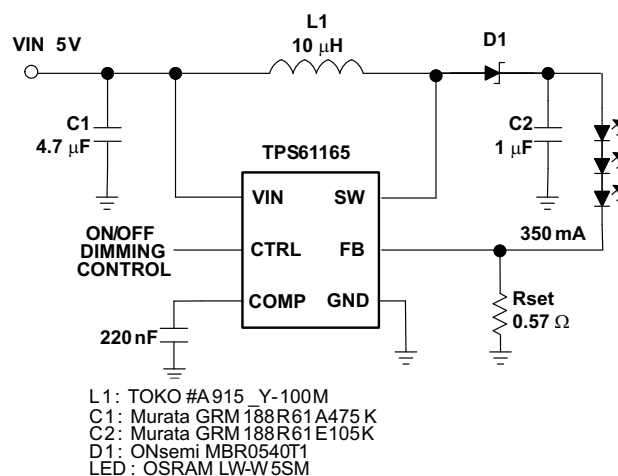 L1
10 μH
VIN 5V
D1
C1
4.7 μF
C2
1 μF
TPS61165
VIN
SW
ON/OFF
DIMMING
CONTROL
CTRL
FB
350 mA
COMP
GND
Rset
0.57 Ω
220 nF
L1: TOKO #A915_Y-100M
C1: Murata GRM188R61A475K
C2: Murata GRM188R61E105K
D1: ONsemi MBR0540T1
LED: OSRAM LW-W5SM